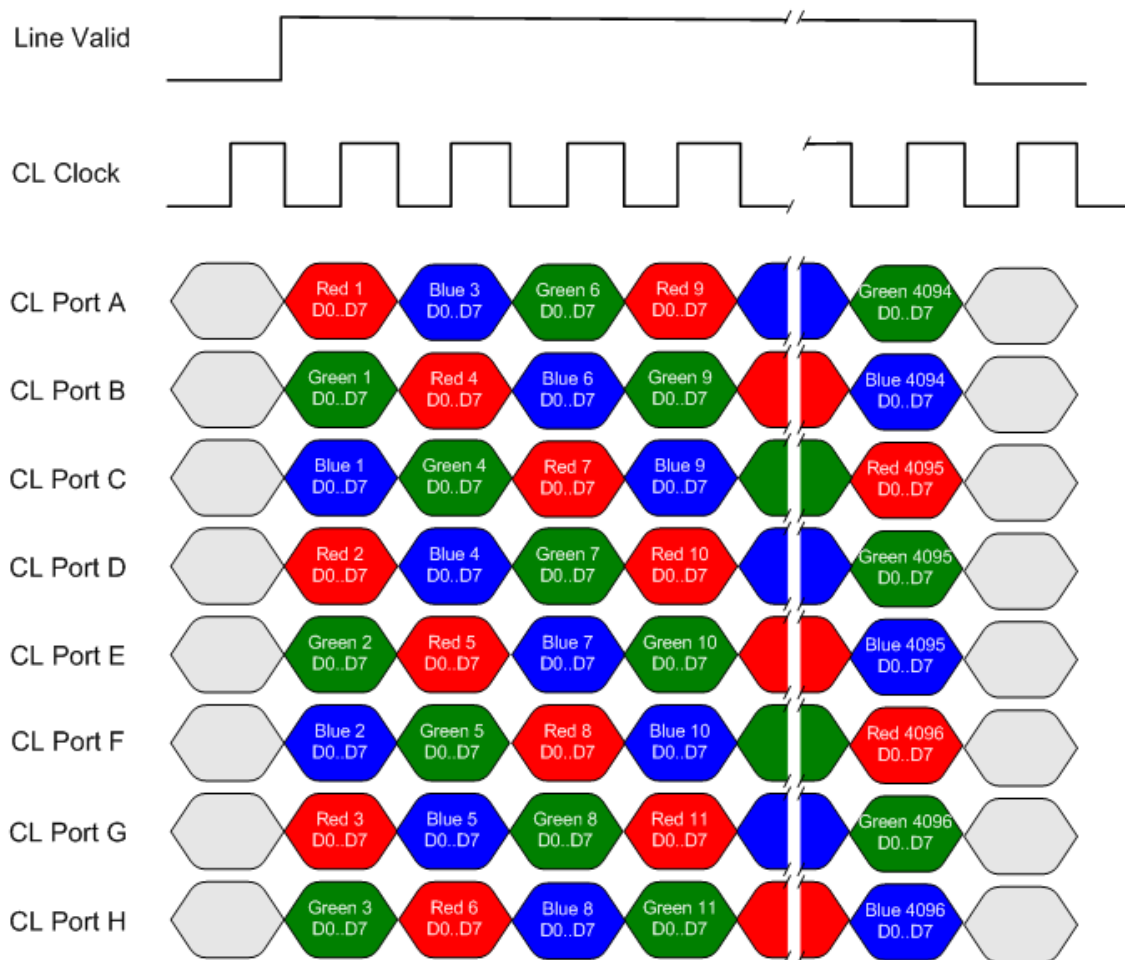 Line Valid
CL Clock
CL Port A
Red 1
D0..D7
Blue 3
D0..D7
Green 6
D0..D7
Red 9
D0..D7
Green 4094
D0..D7
CL Port B
Green 1
D0..D7
Red 4
D0..D7
Blue 6
D0..D7
Green 9
D0..D7
Blue 4094
D0..D7
CL Port C
Blue 1
D0..D7
Green 4
D0..D7
Red 7
D0..D7
Blue 9
D0..D7
Red 4095
D0..D7
CL Port D
Red 2
D0..D7
Blue 4
D0..D7
Green 7
D0..D7
Red 10
D0..D7
Green 4095
D0..D7
CL Port E
Green 2
D0..D7
Red 5
D0..D7
Blue 7
D0..D7
Green 10
D0..D7
Blue 4095
D0..D7
CL Port F
Blue 2
D0..D7
Green 5
D0..D7
Red 8
D0..D7
Blue 10
D0..D7
Red 4096
D0..D7
CL Port G
Red 3
D0..D7
Blue 5
D0..D7
Green 8
D0..D7
Red 11
D0..D7
Green 4096
D0..D7
CL Port H
Green 3
D0..D7
Red 6
D0..D7
Blue 8
D0..D7
Green 11
D0..D7
Blue 4096
D0..D7